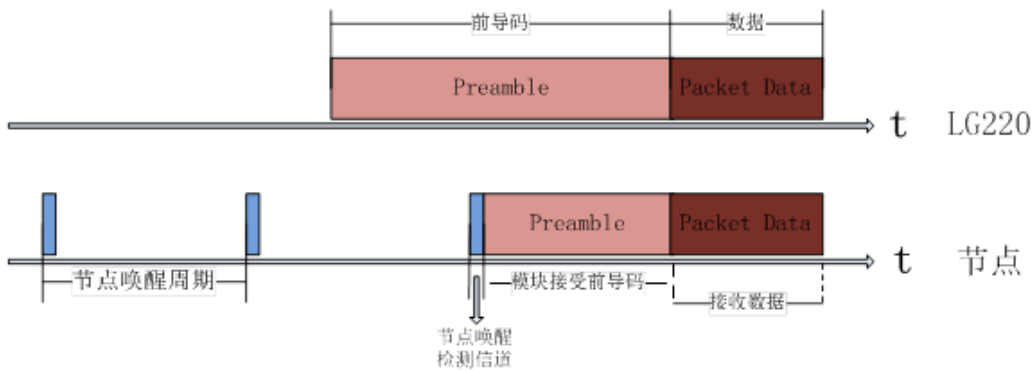 前导码
数据
Preamble
Packet Data
t
LG220
Preamble
Packet Data
t
节点
节点唤醒周期
模块接受前导码
接收数据
节点唤醒
检测信道